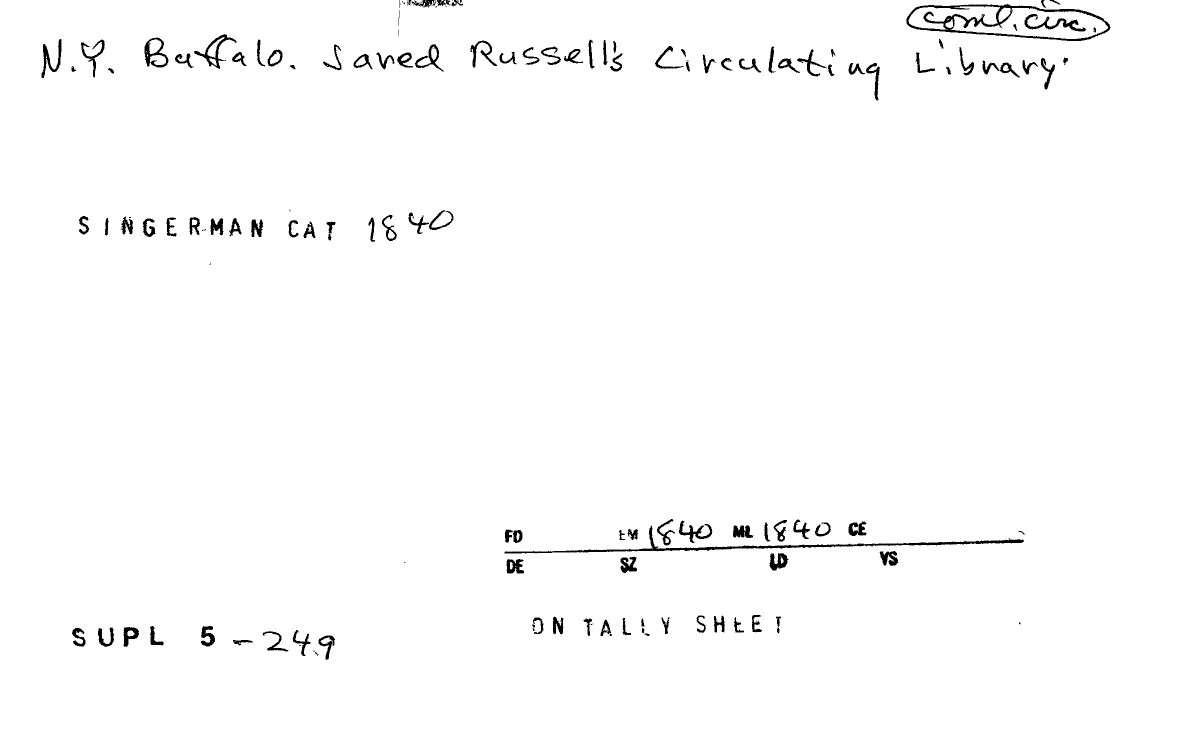 coml. circ.
N.Y. Buffalo. Jared Russell's Circulating Library.
SINGERMAN CAT 1840
FD EM 1840 ML 1840 CE
DE SZ LD VS
ON TALLY SHEET
SUPL 5 - 249